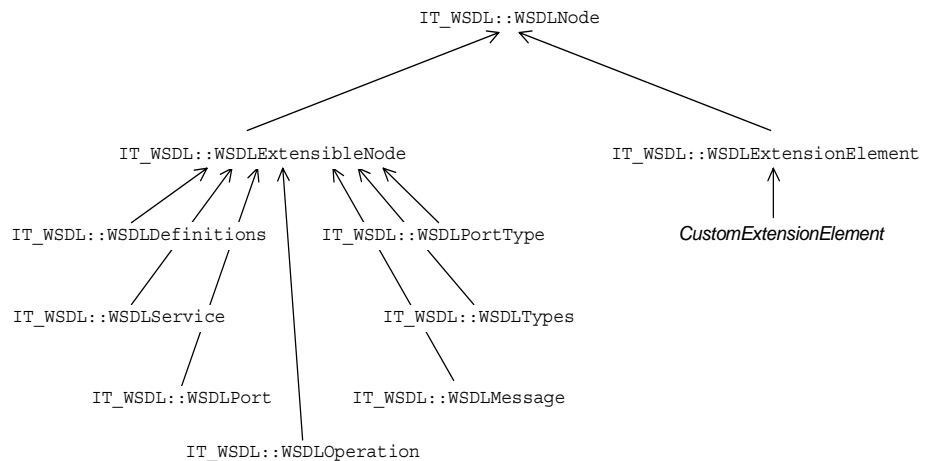 IT_WSDL::WSDLNode
IT_WSDL::WSDLExtensibleNode
IT_WSDL::WSDLExtensionElement
IT_WSDL::WSDLDefinitions
IT_WSDL::WSDLPortType
CustomExtensionElement
IT_WSDL::WSDLService
IT_WSDL::WSDLTypes
IT_WSDL::WSDLPort
IT_WSDL::WSDLMessage
IT_WSDL::WSDLOperation